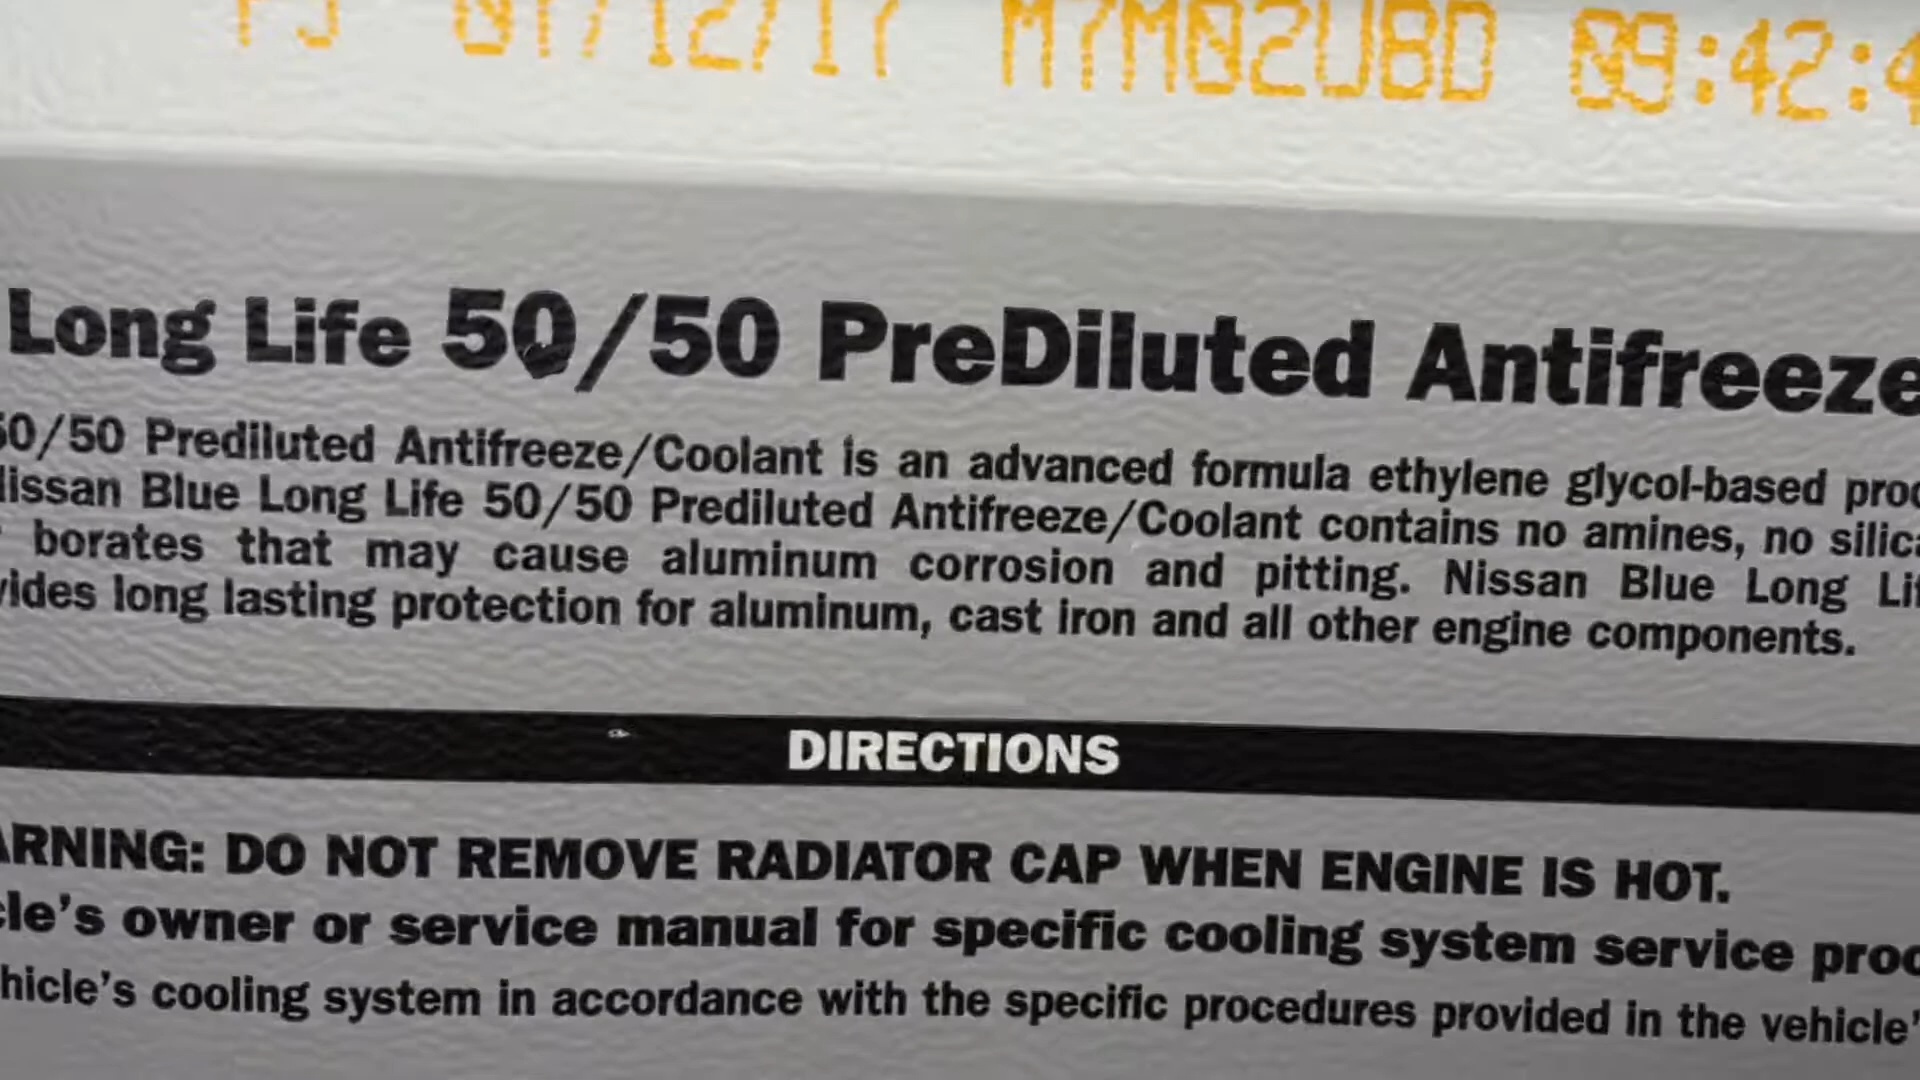 07/12/17 M7M02UBD 09:42:4
Long Life 50/50 PreDiluted Antifreeze
50/50 Prediluted Antifreeze/Coolant is an advanced formula ethylene glycol-based
Nissan Blue Long Life 50/50 Prediluted Antifreeze/Coolant contains no amines, no
borates that may cause aluminum corrosion and pitting. Nissan Blue Long
long lasting protection for aluminum, cast iron and all other engine components.
DIRECTIONS
ARNING: DO NOT REMOVE RADIATOR CAP WHEN ENGINE IS HOT.
cle's owner or service manual for specific cooling system service
hicle's cooling system in accordance with the specific procedures provided in the vehicle'